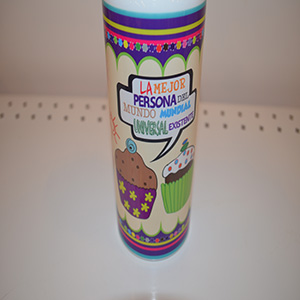 LA MEJOR
PERSONA DEL
MUNDO MUNDIAL
UNIVERSAL EXISTENTE